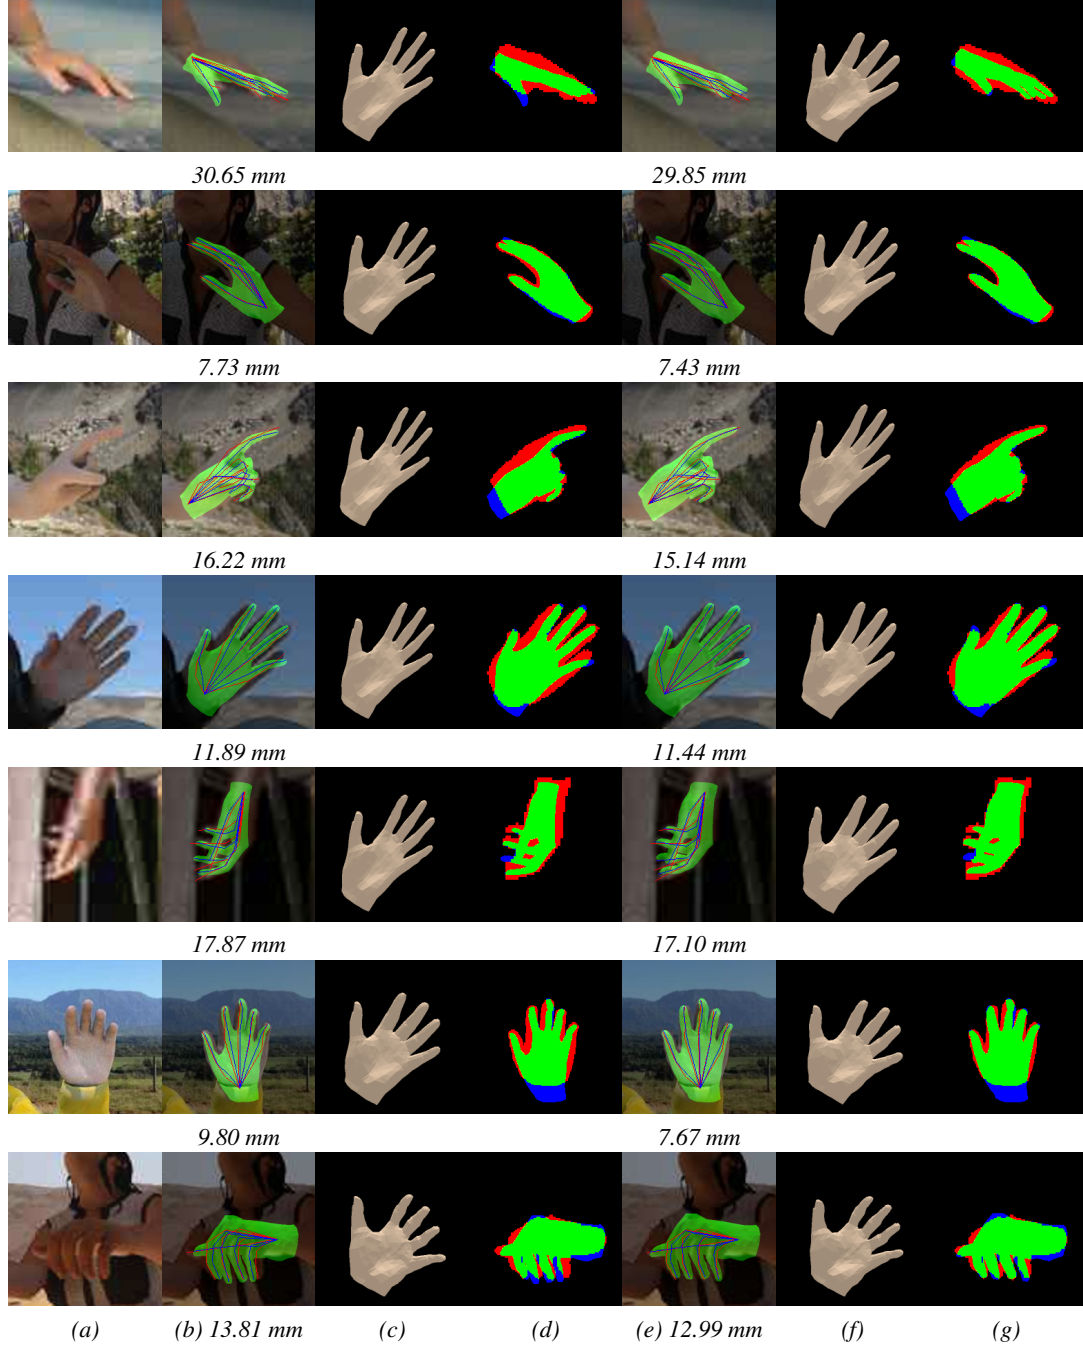 30.65 mm 29.85 mm
7.73 mm 7.43 mm
16.22 mm 15.14 mm
11.89 mm 11.44 mm
17.87 mm 17.10 mm
9.80 mm 7.67 mm
(a) (b) 13.81 mm (c) (d) (e) 12.99 mm (f) (g)